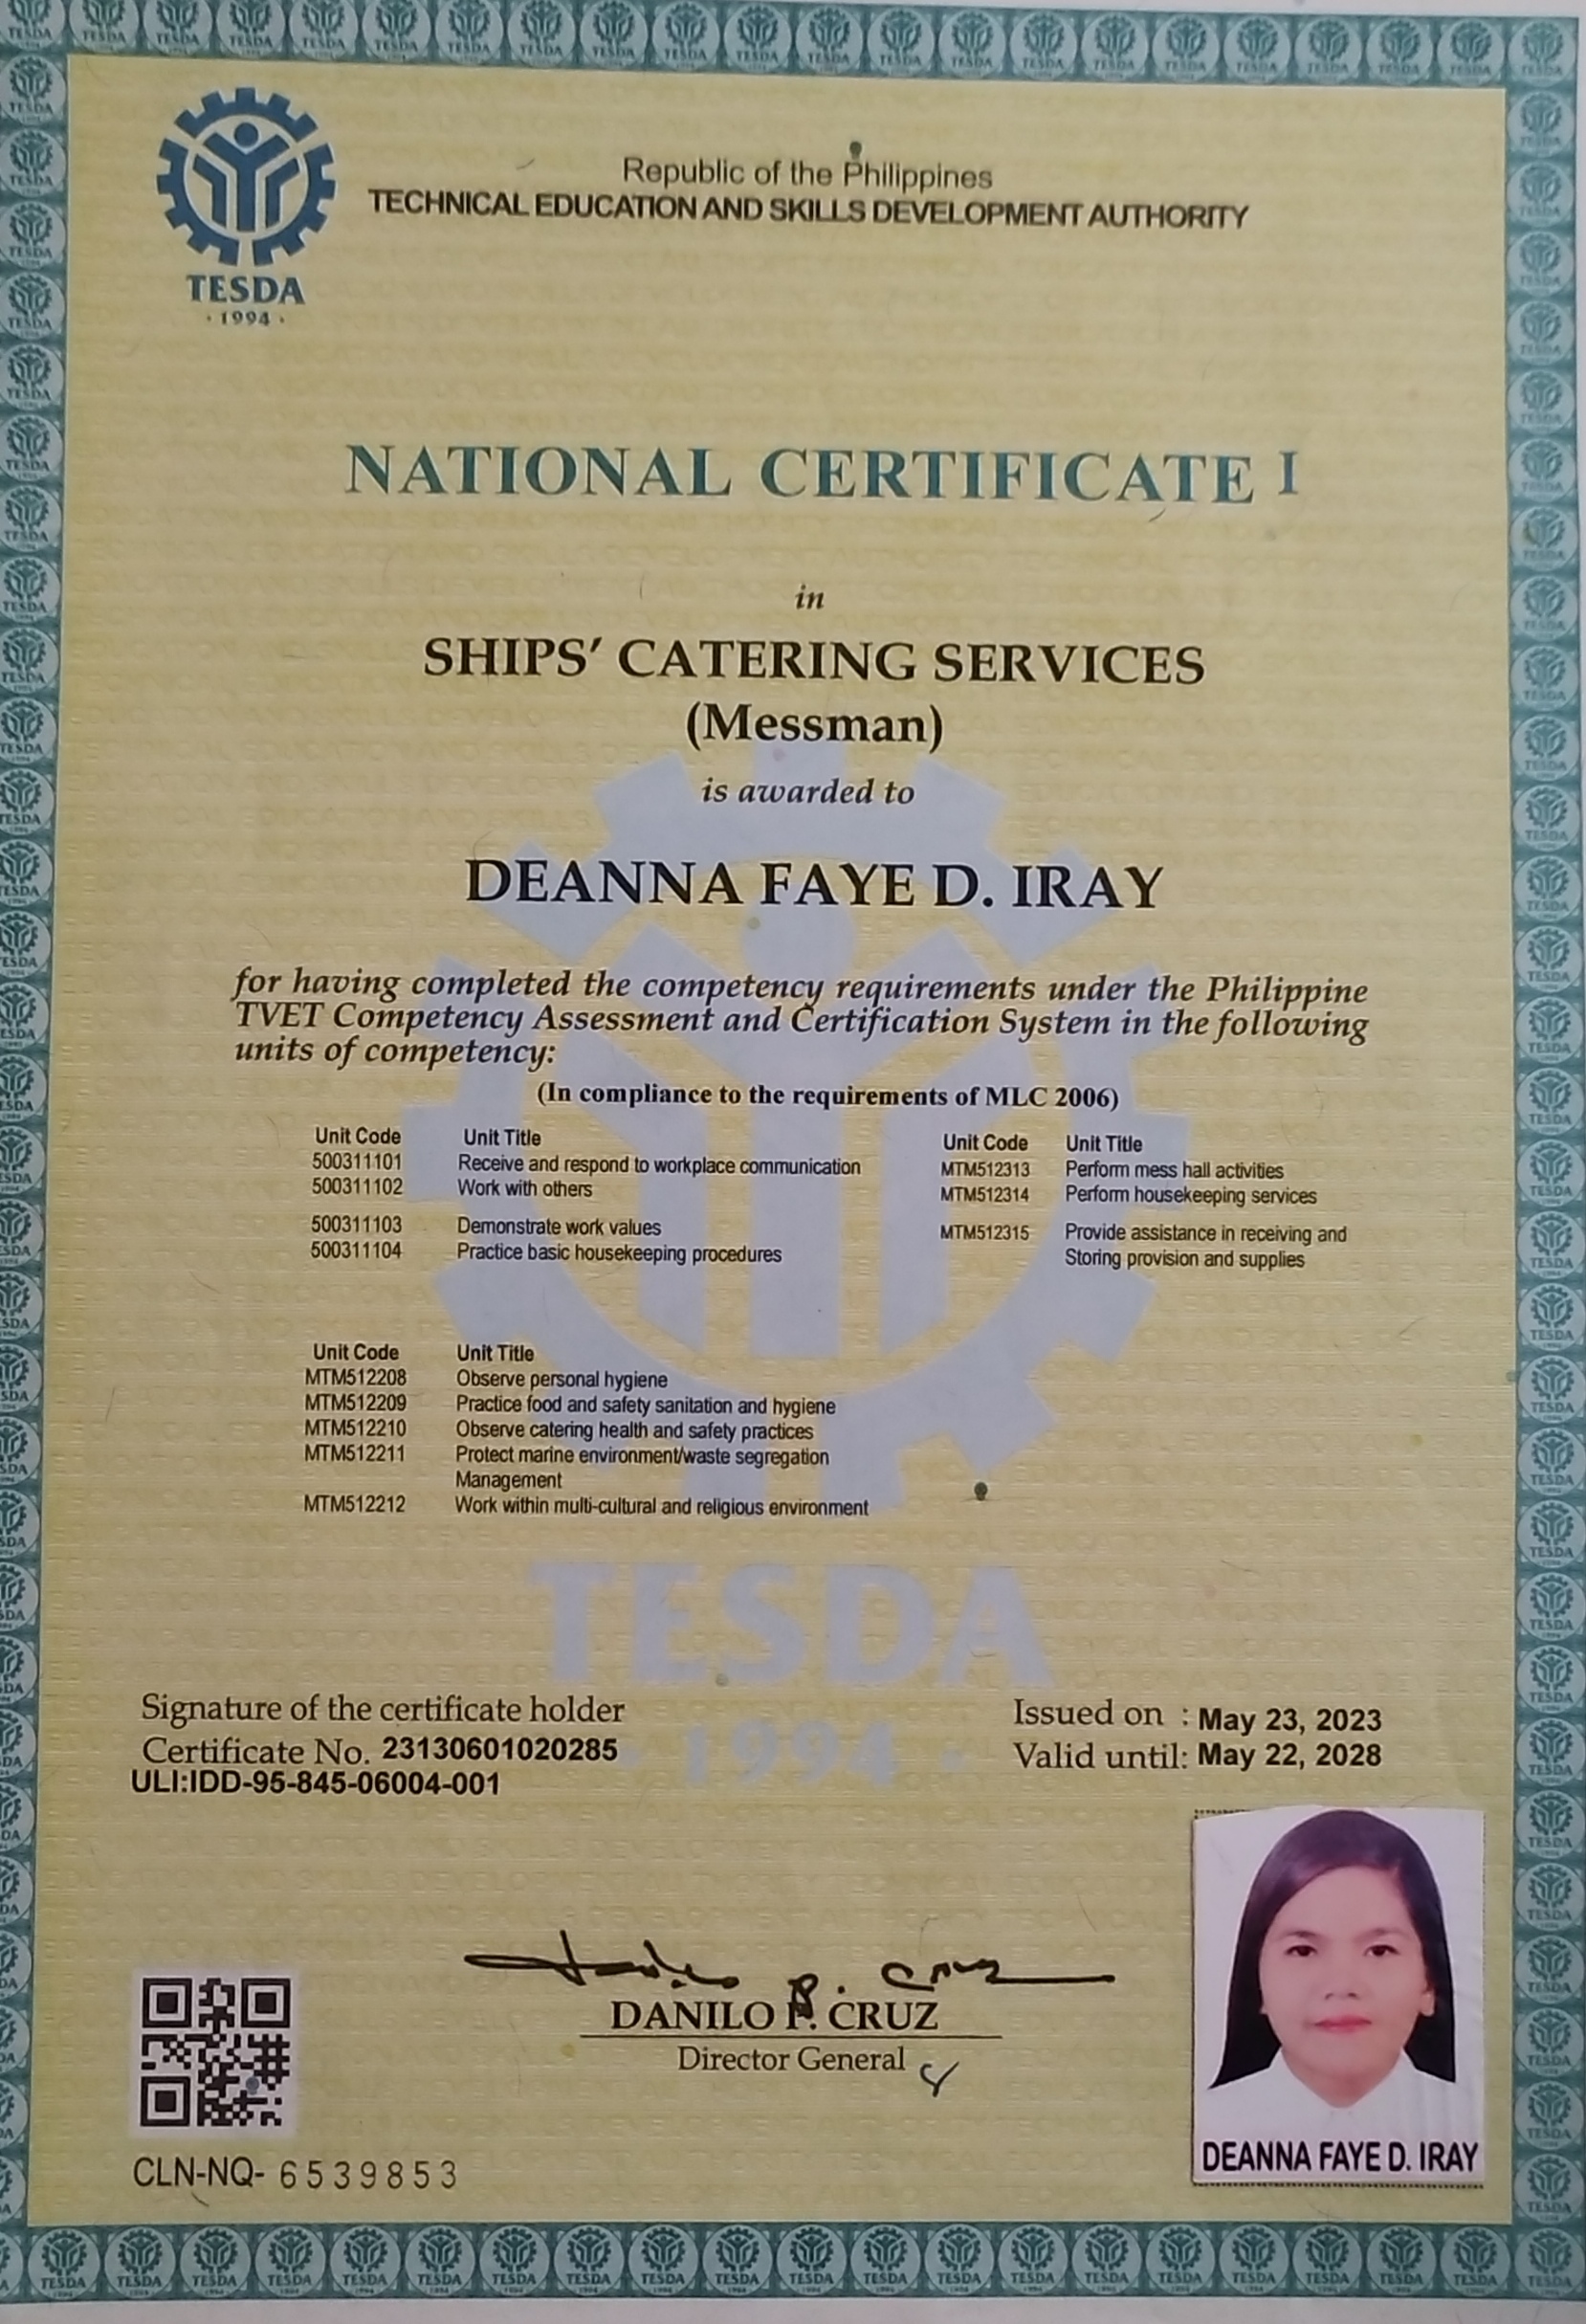 TESDA
· 1994 ·
Republic of the Philippines
TECHNICAL EDUCATION AND SKILLS DEVELOPMENT AUTHORITY
NATIONAL CERTIFICATE I
in
SHIPS' CATERING SERVICES
(Messman)
is awarded to
DEANNA FAYE D. IRAY
for having completed the competency requirements under the Philippine
TVET Competency Assessment and Certification System in the following
units of competency:
(In compliance to the requirements of MLC 2006)
Unit Code Unit Title
500311101 Receive and respond to workplace communication
500311102 Work with others
500311103 Demonstrate work values
500311104 Practice basic housekeeping procedures
Unit Code Unit Title
MTM512313 Perform mess hall activities
MTM512314 Perform housekeeping services
MTM512315 Provide assistance in receiving and
Storing provision and supplies
Unit Code Unit Title
MTM512208 Observe personal hygiene
MTM512209 Practice food and safety sanitation and hygiene
MTM512210 Observe catering health and safety practices
MTM512211 Protect marine environment/waste segregation
Management
MTM512212 Work within multi-cultural and religious environment
TESDA
· 1994 ·
Signature of the certificate holder
Certificate No. 23130601020285
ULI:IDD-95-845-06004-001
Issued on : May 23, 2023
Valid until: May 22, 2028
DANILO P. CRUZ
Director General
CLN-NQ- 6539853
DEANNA FAYE D. IRAY